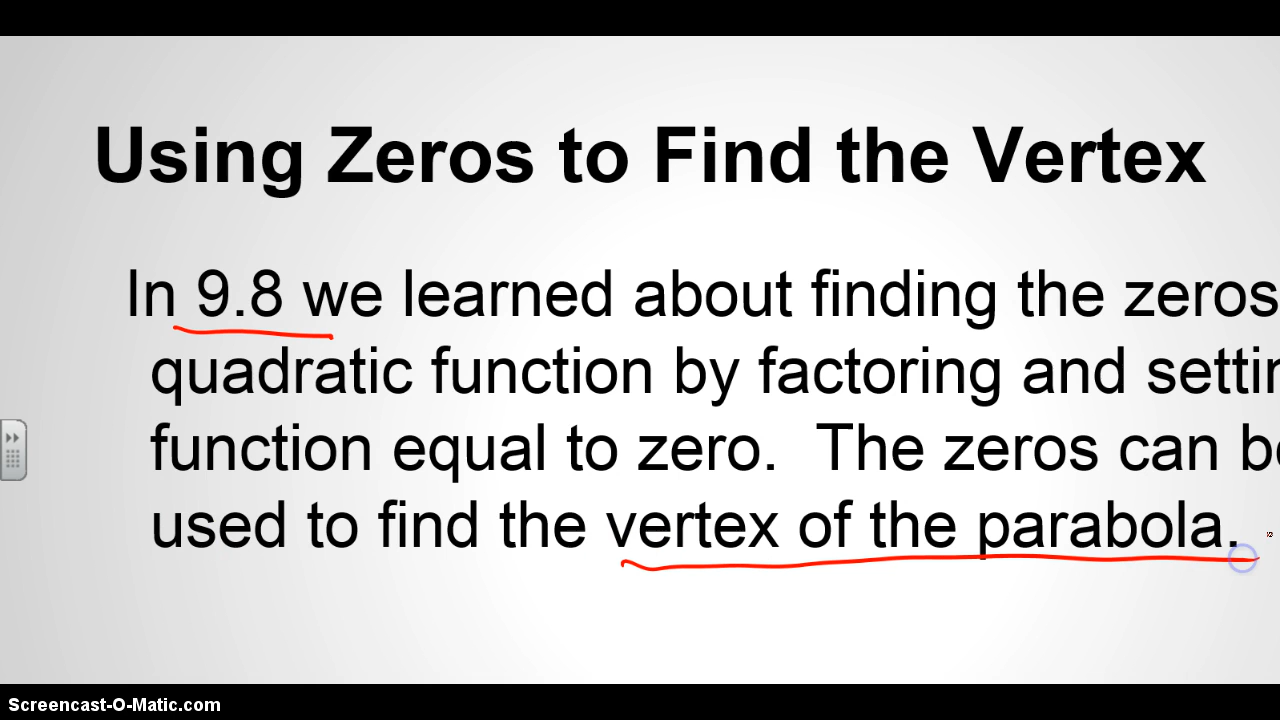 Using Zeros to Find the Vertex
In 9.8 we learned about finding the zeros
quadratic function by factoring and settin
function equal to zero. The zeros can be
used to find the vertex of the parabola.
Screencast-O-Matic.com